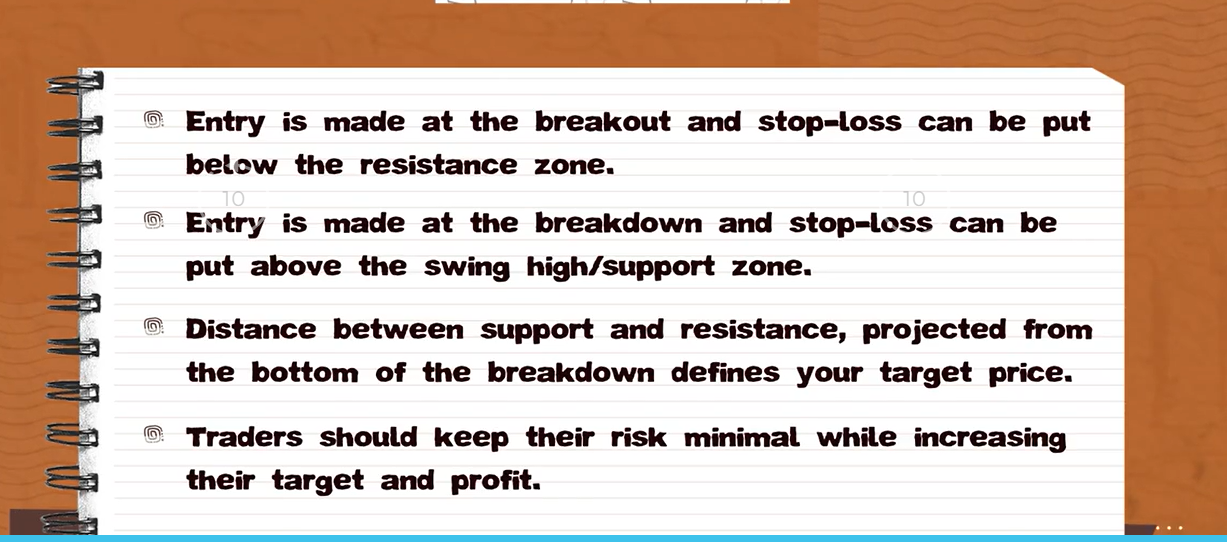 Entry is made at the breakout and stop-loss can be put
below the resistance zone.
10
10
Entry is made at the breakdown and stop-loss can be
put above the swing high/support zone.
Distance between support and resistance, projected from
the bottom of the breakdown defines your target price.
Traders should keep their risk minimal while increasing
their target and profit.